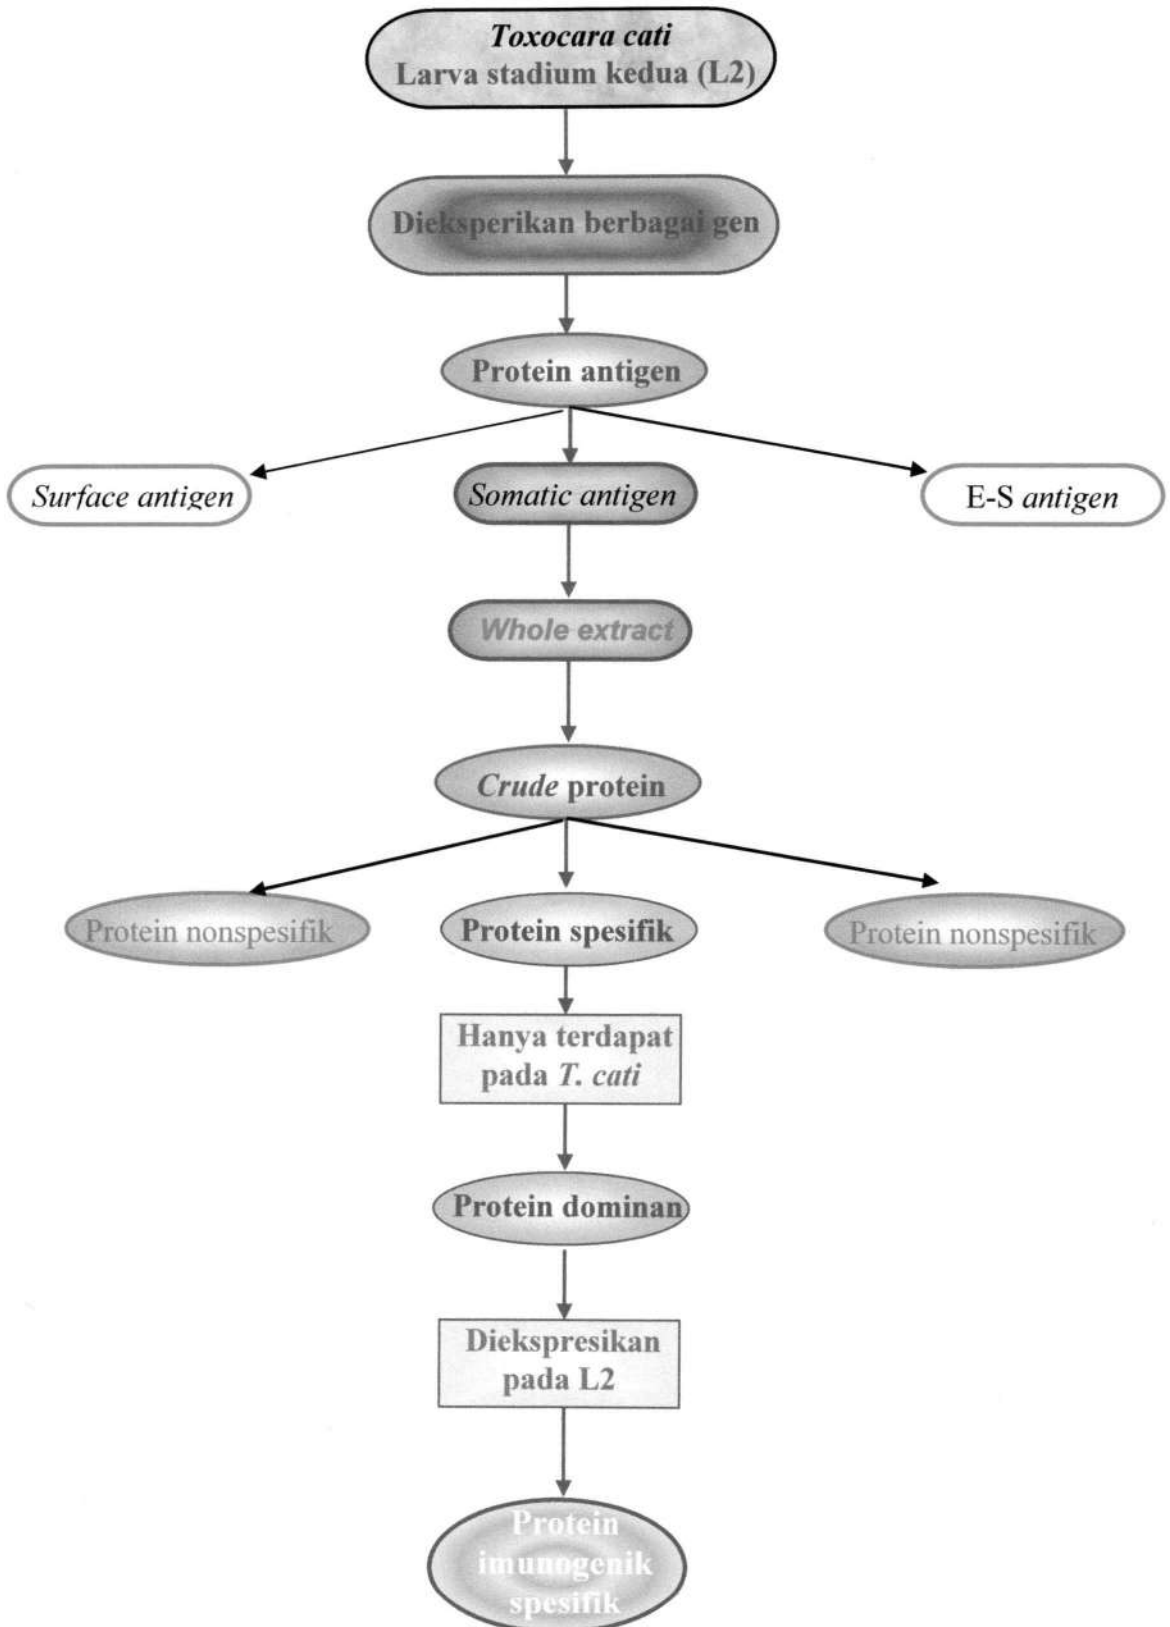 Toxocara cati
Larva stadium kedua (L2)
Dieksperikan berbagai gen
Protein antigen
Surface antigen
Somatic antigen
E-S antigen
Whole extract
Crude protein
Protein nonspesifik
Protein spesifik
Protein nonspesifik
Hanya terdapat
pada T. cati
Protein dominan
Diekspresikan
pada L2
Protein
imunogenik
spesifik